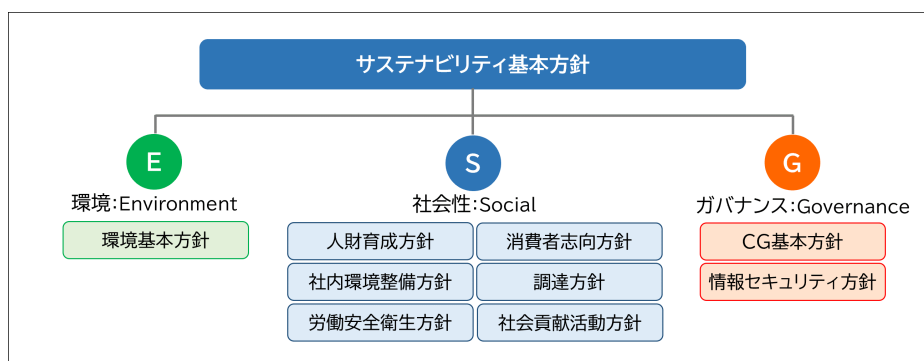 サステナビリティ基本方針
E
環境:Environment
環境基本方針
S
社会性:Social
人財育成方針
消費者志向方針
社内環境整備方針
調達方針
労働安全衛生方針
社会貢献活動方針
G
ガバナンス:Governance
CG基本方針
情報セキュリティ方針